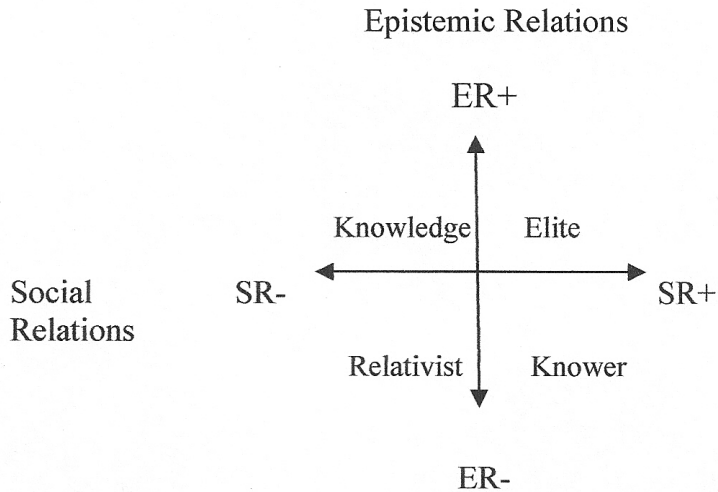 Epistemic Relations
ER+
Knowledge Elite
Social
Relations
SR-
SR+
Relativist Knower
ER-